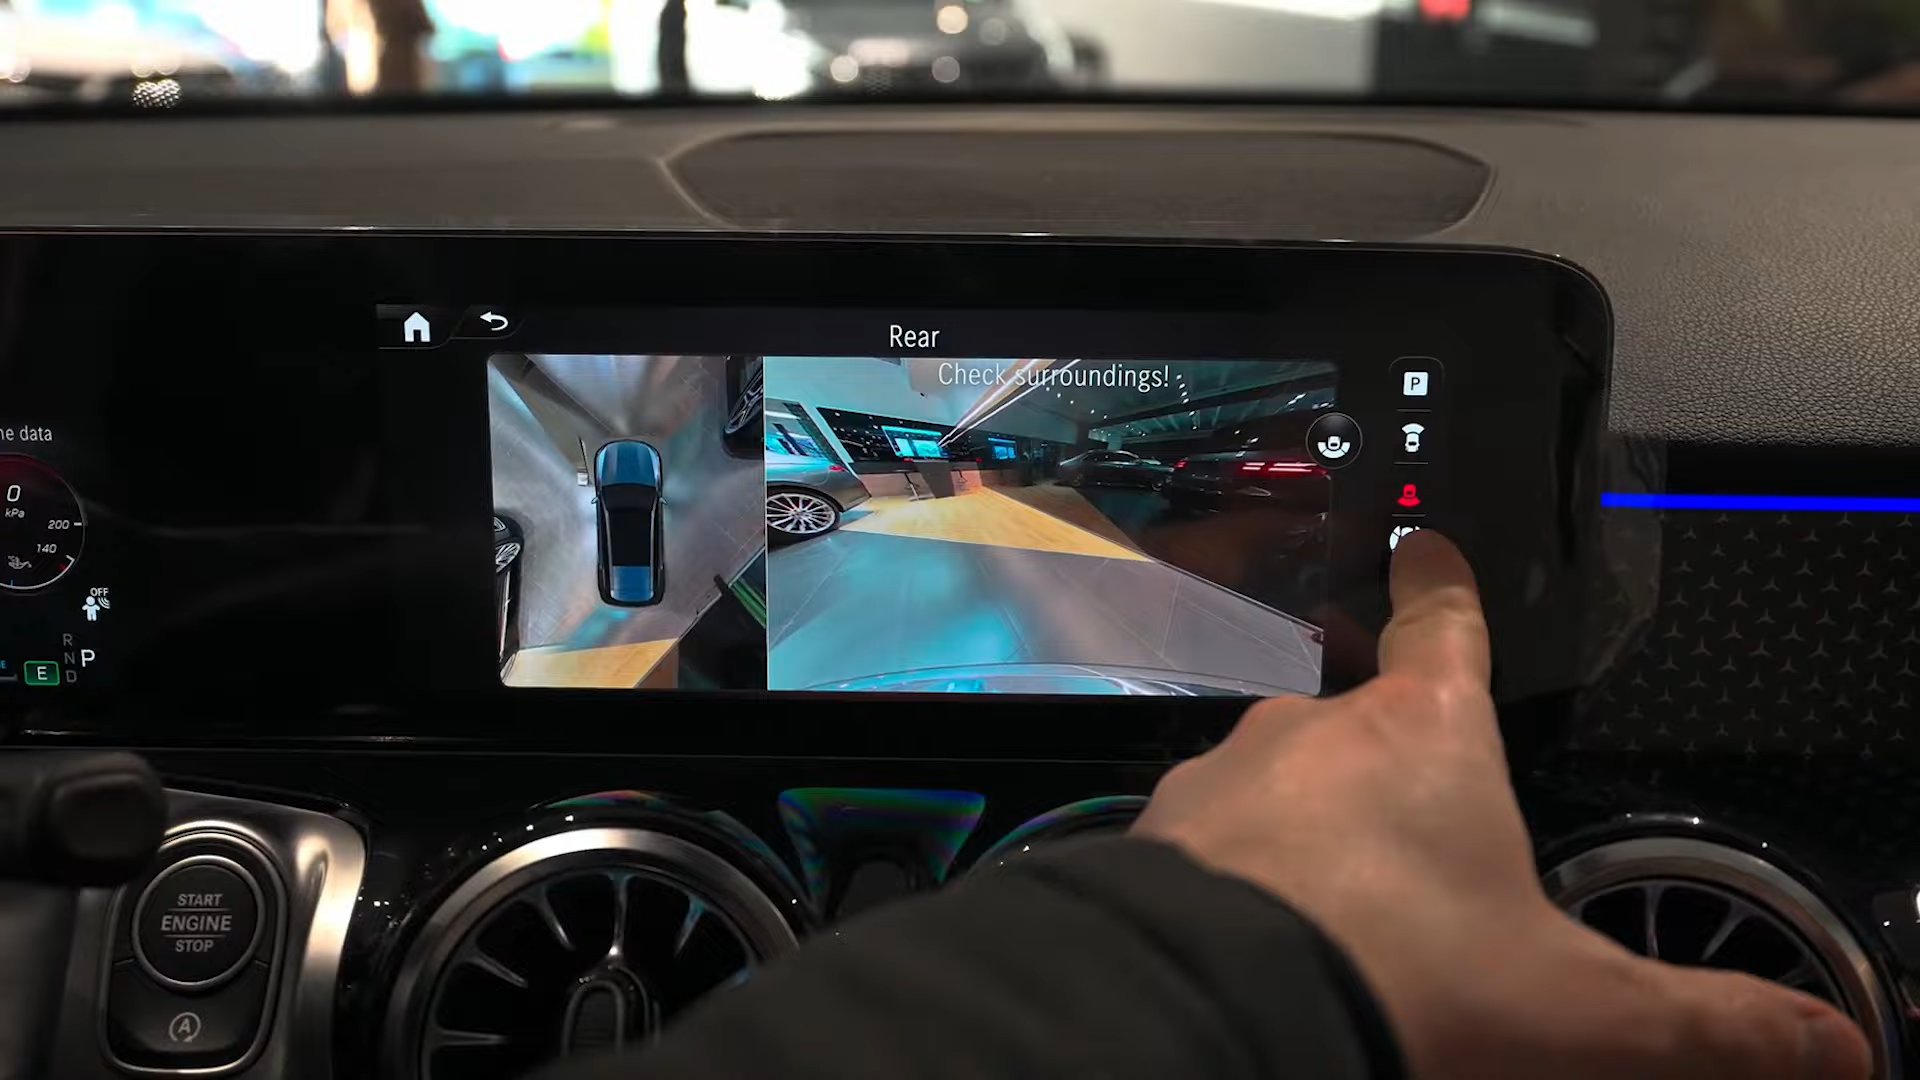 Rear
Check surroundings!
P
ne data
0
kPa
200
140
OFF
R
N
D
P
E
START
ENGINE
STOP
A